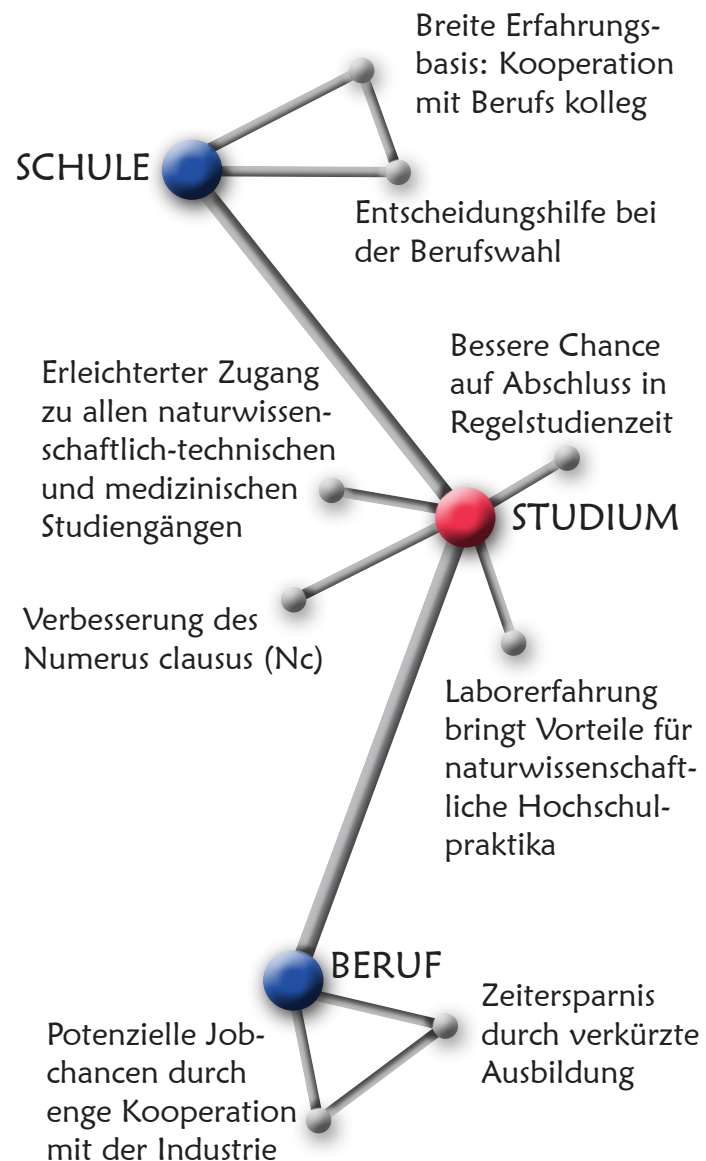 Breite Erfahrungs-
basis: Kooperation
mit Berufs kolleg
SCHULE
Entscheidungshilfe bei
der Berufswahl
Bessere Chance
auf Abschluss in
Regelstudienzeit
Erleichterter Zugang
zu allen naturwissen-
schaftlich-technischen
und medizinischen
Studiengängen
STUDIUM
Verbesserung des
Numerus clausus (Nc)
Laborerfahrung
bringt Vorteile für
naturwissenschaft-
liche Hochschul-
praktika
BERUF
Zeitersparnis
durch verkürzte
Ausbildung
Potenzielle Job-
chancen durch
enge Kooperation
mit der Industrie